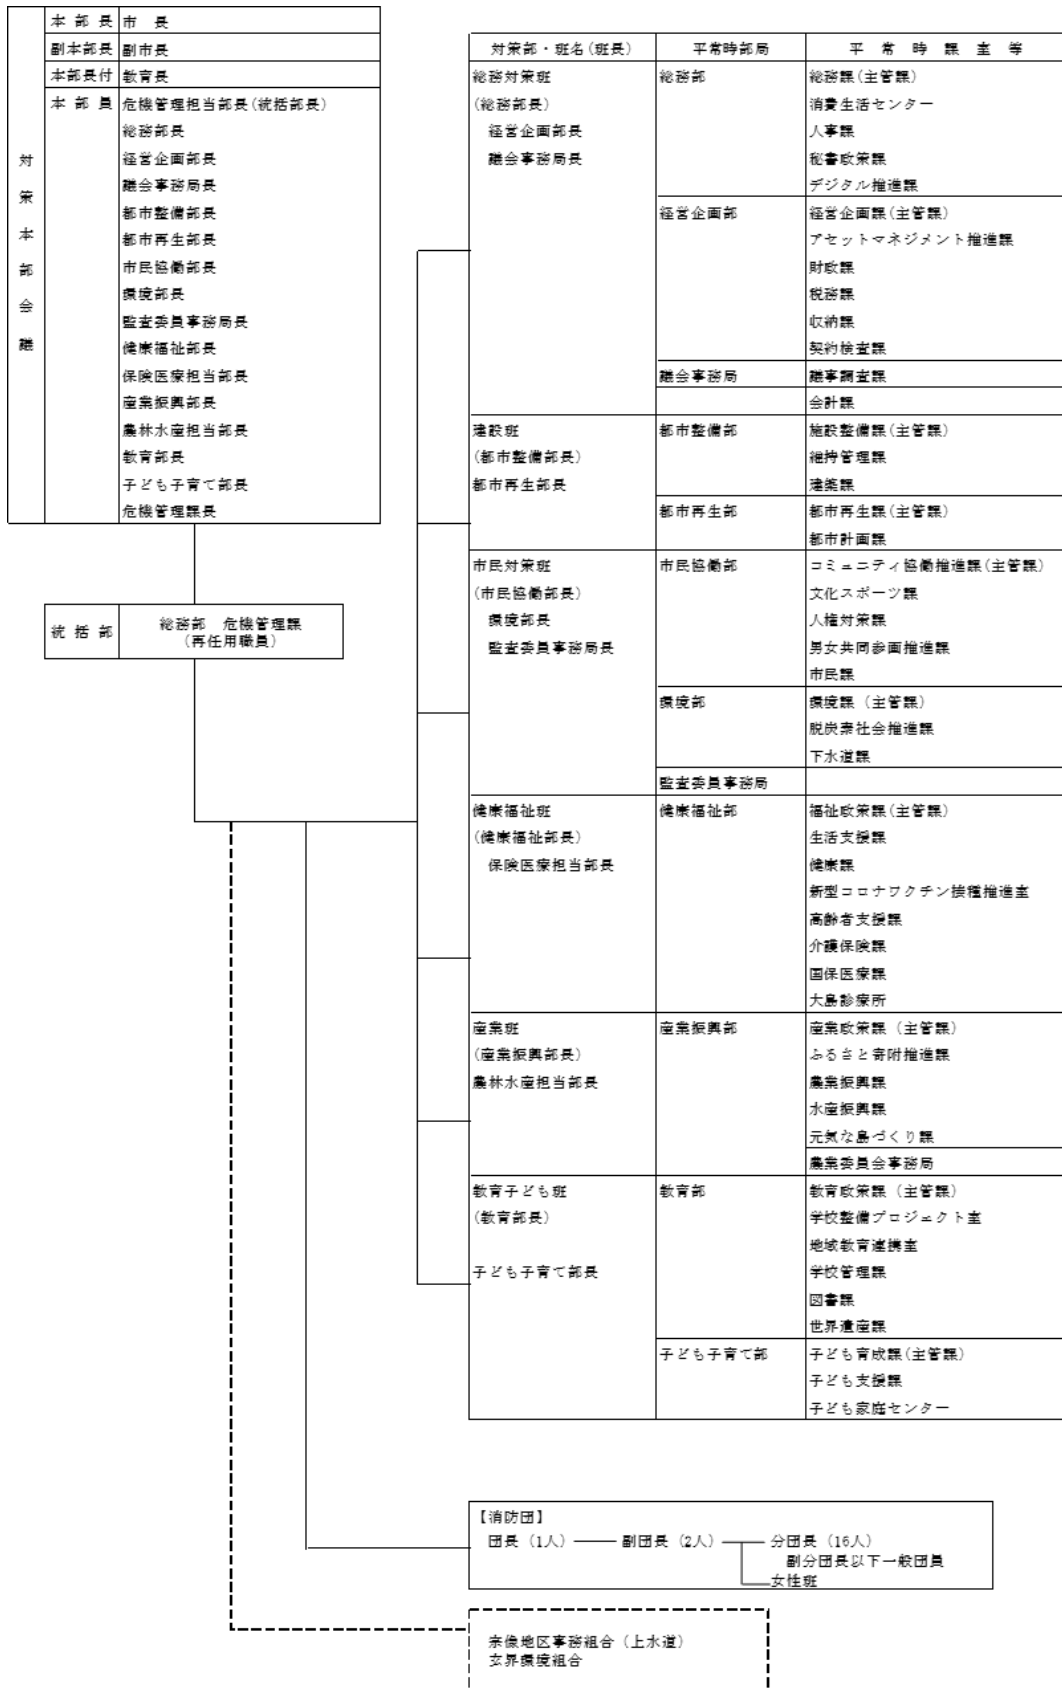 対策本部会議
本部長 市長
副本部長 副市長
本部長付 教育長
本部員 危機管理担当部長(統括部長)
総務部長
経営企画部長
議会事務局長
都市整備部長
都市再生部長
市民協働部長
環境部長
監査委員事務局長
健康福祉部長
保険医療担当部長
産業振興部長
農林水産担当部長
教育部長
子ども子育て部長
危機管理課長
統括部 総務部 危機管理課
(再任用職員)
対策部・班名(班長) 平常時部局 平常時課室等
総務対策班 総務部 総務課(主管課)
(総務部長) 消費生活センター
経営企画部長 人事課
議会事務局長 秘書政策課
デジタル推進課
経営企画部 経営企画課(主管課)
アセットマネジメント推進課
財政課
税務課
収納課
契約検査課
議会事務局 議事調査課
会計課
建設班 都市整備部 施設整備課(主管課)
(都市整備部長) 維持管理課
都市再生部長 建築課
都市再生部 都市再生課(主管課)
都市計画課
市民対策班 市民協働部 コミュニティ協働推進課(主管課)
(市民協働部長) 文化スポーツ課
環境部長 人権対策課
監査委員事務局長 男女共同参画推進課
市民課
環境部 環境課(主管課)
脱炭素社会推進課
下水道課
監査委員事務局
健康福祉班 健康福祉部 福祉政策課(主管課)
(健康福祉部長) 生活支援課
保険医療担当部長 健康課
新型コロナワクチン接種推進室
高齢者支援課
介護保険課
国保医療課
大島診療所
産業班 産業振興部 産業政策課(主管課)
(産業振興部長) ふるさと寄附推進課
農林水産担当部長 農業振興課
水産振興課
元気な島づくり課
農業委員会事務局
教育子ども班 教育部 教育政策課(主管課)
(教育部長) 学校整備プロジェクト室
地域教育連携室
子ども子育て部長 学校管理課
図書課
世界遺産課
子ども子育て部 子ども育成課(主管課)
子ども支援課
子ども家庭センター
【消防団】
団長(1人) 副団長(2人) 分団長(16人)
副分団長以下一般団員
女性班
宗像地区事務組合(上水道)
玄界環境組合